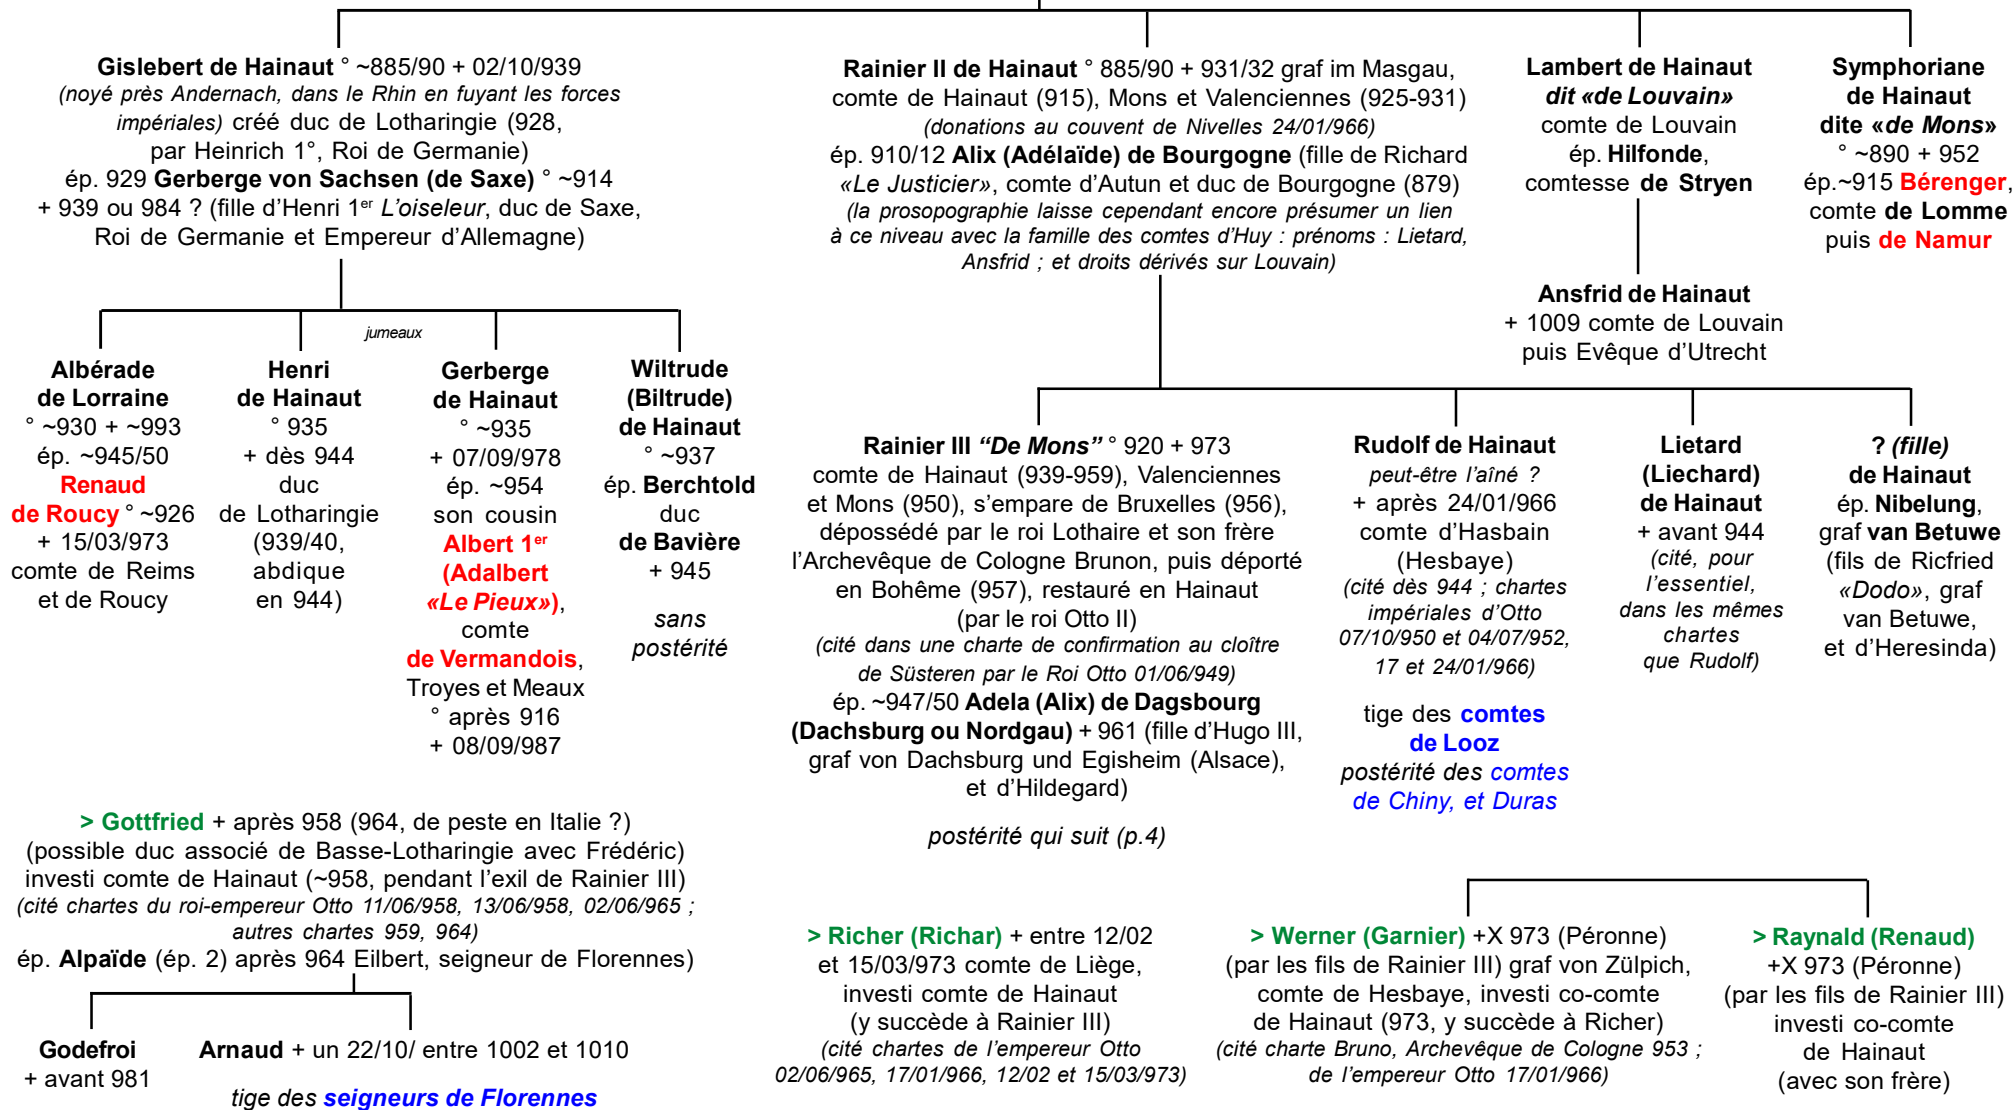 Gislebert de Hainaut ° ~885/90 + 02/10/939
(noyé près Andernach, dans le Rhin en fuyant les forces
impériales) créé duc de Lotharingie (928,
par Heinrich 1°, Roi de Germanie)
ép. 929 Gerberge von Sachsen (de Saxe) ° ~914
+ 939 ou 984 ? (fille d'Henri 1er L'oiseleur, duc de Saxe,
Roi de Germanie et Empereur d'Allemagne)
Rainier II de Hainaut ° 885/90 + 931/32 graf im Masgau,
comte de Hainaut (915), Mons et Valenciennes (925-931)
(donations au couvent de Nivelles 24/01/966)
ép. 910/12 Alix (Adélaïde) de Bourgogne (fille de Richard
«Le Justicier», comte d'Autun et duc de Bourgogne (879)
(la prosopographie laisse cependant encore présumer un lien
à ce niveau avec la famille des comtes d'Huy : prénoms : Lietard,
Ansfrid ; et droits dérivés sur Louvain)
Lambert de Hainaut
dit «de Louvain»
comte de Louvain
ép. Hilfonde,
comtesse de Stryen
Symphoriane
de Hainaut
dite «de Mons»
° ~890 + 952
ép.~915 Bérenger,
comte de Lomme
puis de Namur
Ansfrid de Hainaut
+ 1009 comte de Louvain
puis Evêque d'Utrecht
jumeaux
Albérade
de Lorraine
° ~930 + ~993
ép. ~945/50
Renaud
de Roucy ° ~926
+ 15/03/973
comte de Reims
et de Roucy
Henri
de Hainaut
° 935
+ dès 944
duc
de Lotharingie
(939/40,
abdique
en 944)
Gerberge
de Hainaut
° ~935
+ 07/09/978
ép. ~954
son cousin
Albert 1er
(Adalbert
«Le Pieux»),
comte
de Vermandois,
Troyes et Meaux
° après 916
+ 08/09/987
Wiltrude
(Biltrude)
de Hainaut
° ~937
ép. Berchtold
duc
de Bavière
+ 945
sans
postérité
Rainier III “De Mons” ° 920 + 973
comte de Hainaut (939-959), Valenciennes
et Mons (950), s'empare de Bruxelles (956),
dépossédé par le roi Lothaire et son frère
l'Archevêque de Cologne Brunon, puis déporté
en Bohême (957), restauré en Hainaut
(par le roi Otto II)
(cité dans une charte de confirmation au cloître
de Süsteren par le Roi Otto 01/06/949)
ép. ~947/50 Adela (Alix) de Dagsbourg
(Dachsburg ou Nordgau) + 961 (fille d'Hugo III,
graf von Dachsburg und Egisheim (Alsace),
et d'Hildegard)
postérité qui suit (p.4)
Rudolf de Hainaut
peut-être l'aîné ?
+ après 24/01/966
comte d'Hasbain
(Hesbaye)
(cité dès 944 ; chartes
impériales d'Otto
07/10/950 et 04/07/952,
17 et 24/01/966)
tige des comtes
de Looz
postérité des comtes
de Chiny, et Duras
Lietard
(Liechard)
de Hainaut
+ avant 944
(cité, pour
l'essentiel,
dans les mêmes
chartes
que Rudolf)
? (fille)
de Hainaut
ép. Nibelung,
graf van Betuwe
(fils de Ricfried
«Dodo», graf
van Betuwe,
et d'Heresinda)
> Gottfried + après 958 (964, de peste en Italie ?)
(possible duc associé de Basse-Lotharingie avec Frédéric)
investi comte de Hainaut (~958, pendant l'exil de Rainier III)
(cité chartes du roi-empereur Otto 11/06/958, 13/06/958, 02/06/965 ;
autres chartes 959, 964)
ép. Alpaïde (ép. 2) après 964 Eilbert, seigneur de Florennes)
Godefroi
+ avant 981
Arnaud + un 22/10/ entre 1002 et 1010
tige des seigneurs de Florennes
> Richer (Richar) + entre 12/02
et 15/03/973 comte de Liège,
investi comte de Hainaut
(y succède à Rainier III)
(cité chartes de l'empereur Otto
02/06/965, 17/01/966, 12/02 et 15/03/973)
> Werner (Garnier) +X 973 (Péronne)
(par les fils de Rainier III) graf von Zülpich,
comte de Hesbaye, investi co-comte
de Hainaut (973, y succède à Richer)
(cité charte Bruno, Archevêque de Cologne 953 ;
de l'empereur Otto 17/01/966)
> Raynald (Renaud)
+X 973 (Péronne)
(par les fils de Rainier III)
investi co-comte
de Hainaut
(avec son frère)